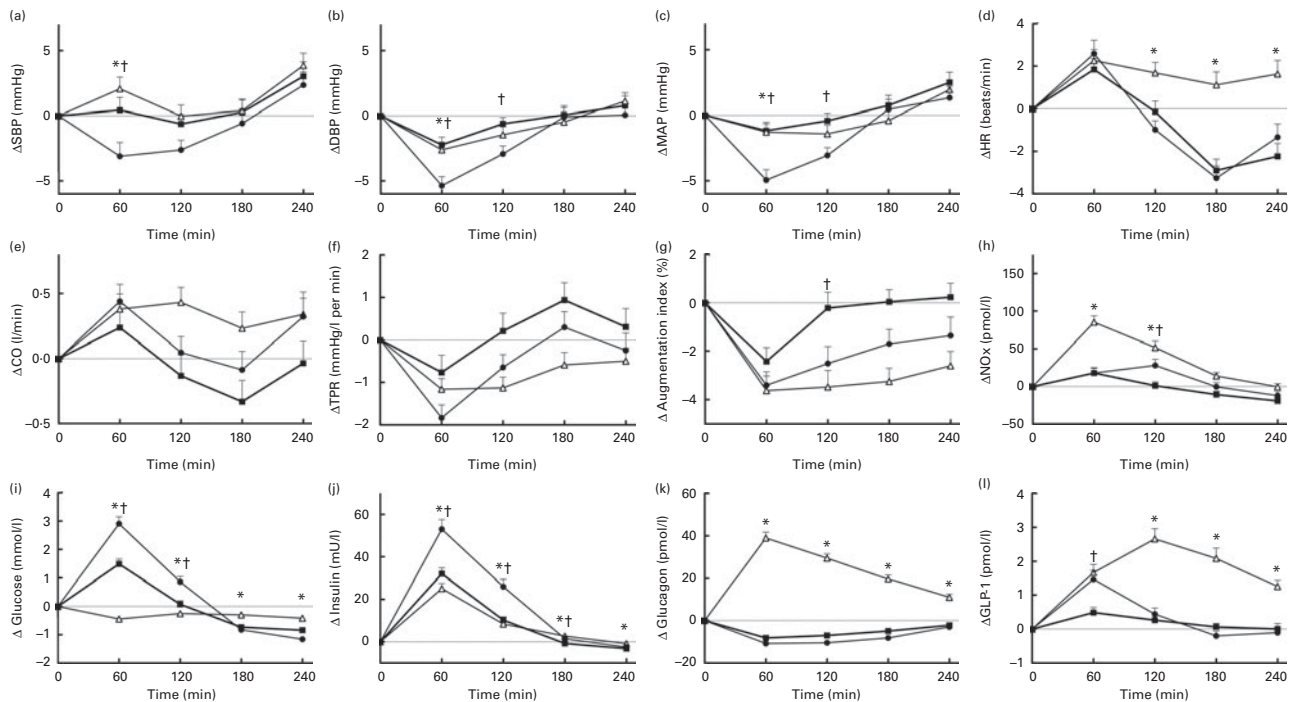 (a)
5
*†
ΔSBP (mmHg)
0
–5
0 60 120 180 240
Time (min)
(b)
5
†
*†
ΔDBP (mmHg)
0
–5
0 60 120 180 240
Time (min)
(c)
5
*† †
ΔMAP (mmHg)
0
–5
0 60 120 180 240
Time (min)
(d)
4
* * *
2
ΔHR (beats/min)
0
–2
–4
0 60 120 180 240
Time (min)
(e)
0·5
ΔCO (l/min)
0·0
–0·5
0 60 120 180 240
Time (min)
(f)
2
1
ΔTPR (mmHg/l per min)
0
–1
–2
0 60 120 180 240
Time (min)
(g)
2
†
Δ Augmentation index (%)
0
–2
–4
0 60 120 180 240
Time (min)
(h)
150
100
* *†
ΔNOx (pmol/l)
50
0
–50
0 60 120 180 240
Time (min)
(i)
4
*†
3
Δ Glucose (mmol/l)
2
*† * *
1
0
–1
–2
0 60 120 180 240
Time (min)
(j)
60
*†
Δ Insulin (mU/l)
40
*†
20
*† *
0
0 60 120 180 240
Time (min)
(k)
60
*
40
*
Δ Glucagon (pmol/l)
20
* *
0
–20
0 60 120 180 240
Time (min)
(l)
4
3
* *
ΔGLP-1 (pmol/l)
2
† *
1
0
–1
0 60 120 180 240
Time (min)